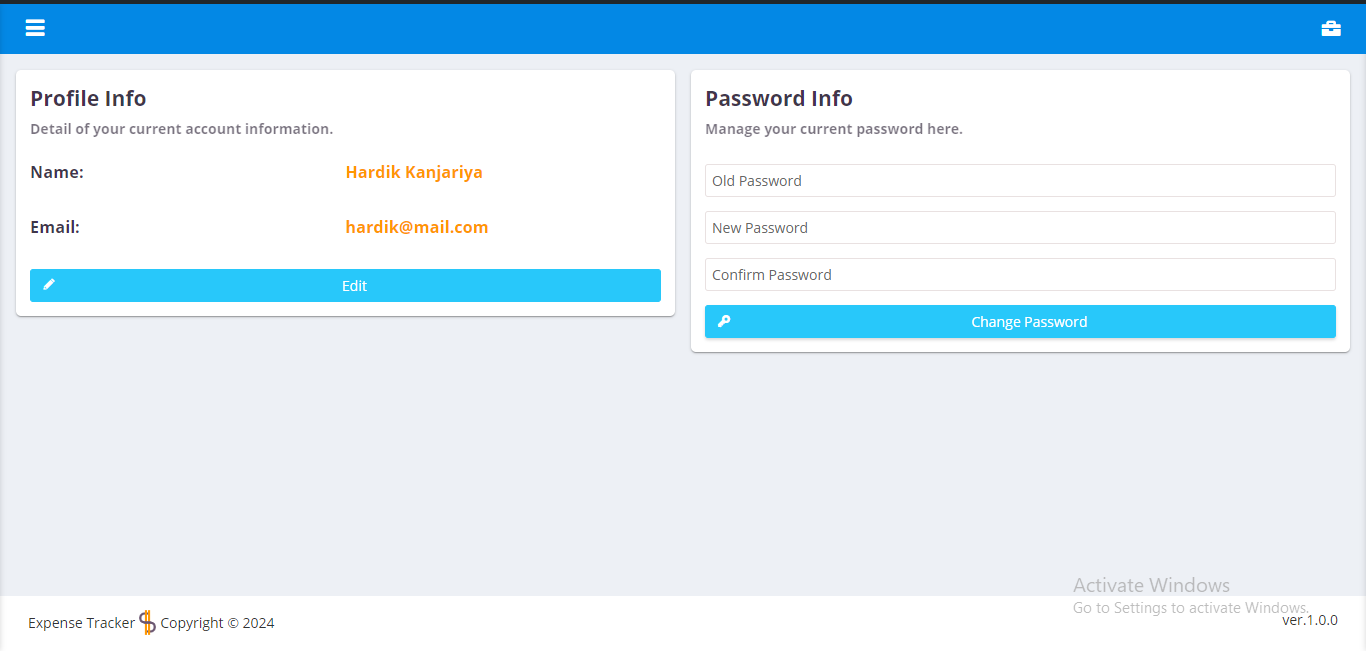 Profile Info
Detail of your current account information.
Name:
Hardik Kanjariya
Email:
hardik@mail.com
Edit
Password Info
Manage your current password here.
Old Password
New Password
Confirm Password
Change Password
Activate Windows
Go to Settings to activate Windows.
Expense Tracker $ Copyright © 2024
ver.1.0.0